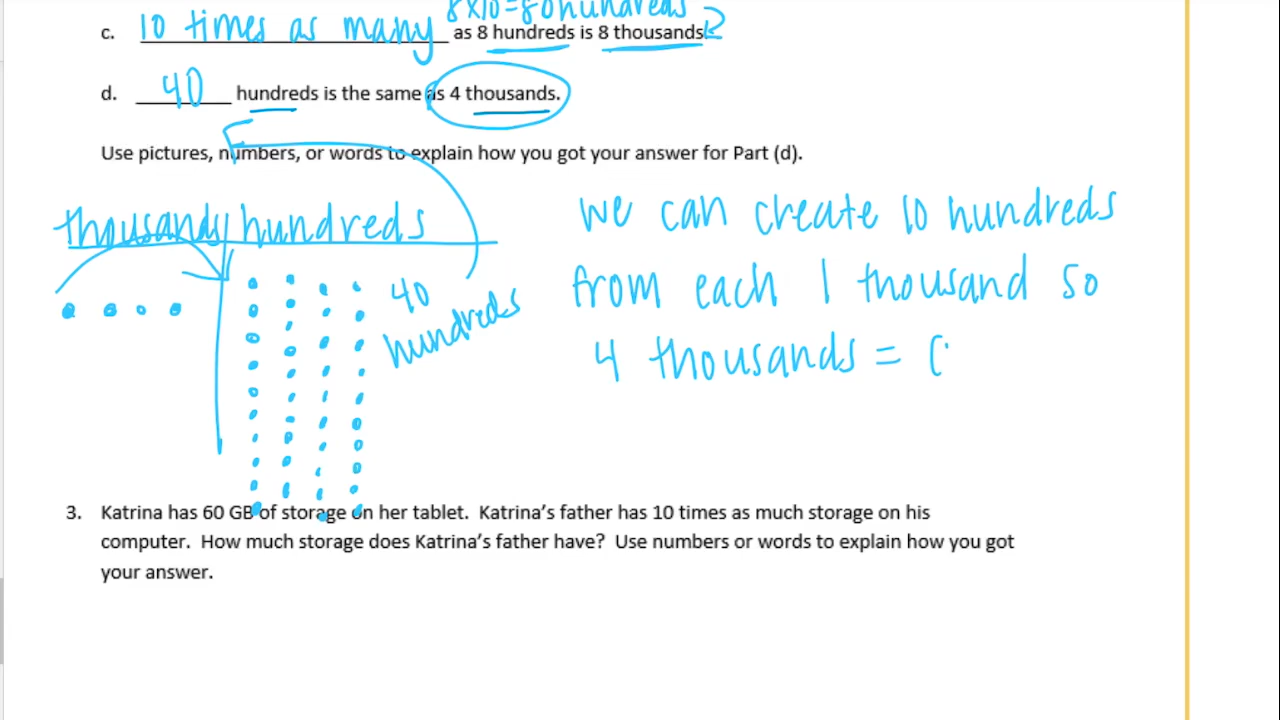 8x10=80hundreds
c. 10 times as many as 8 hundreds is 8 thousands.
d. 40 hundreds is the same as 4 thousands.
Use pictures, numbers, or words to explain how you got your answer for Part (d).
thousands hundreds
40
hundreds
we can create 10 hundreds
from each 1 thousand so
4 thousands = (
3. Katrina has 60 GB of storage on her tablet. Katrina's father has 10 times as much storage on his
computer. How much storage does Katrina's father have? Use numbers or words to explain how you got
your answer.